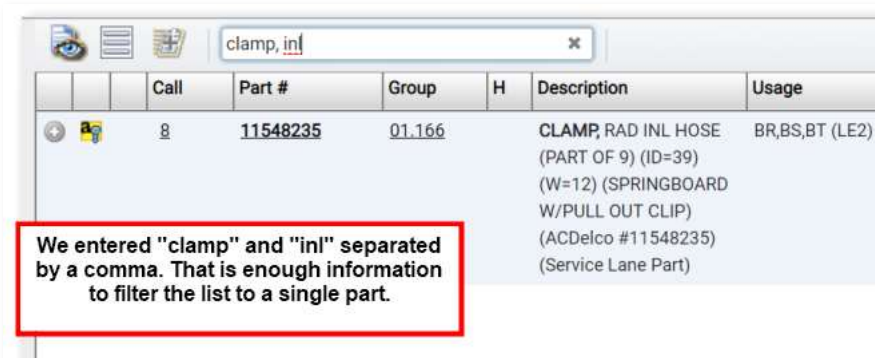 clamp, inl
Call Part # Group H Description Usage
8 11548235 01.166 CLAMP, RAD INL HOSE BR,BS,BT (LE2)
(PART OF 9) (ID=39)
(W=12) (SPRINGBOARD
W/PULL OUT CLIP)
(ACDelco #11548235)
(Service Lane Part)
We entered "clamp" and "inl" separated
by a comma. That is enough information
to filter the list to a single part.